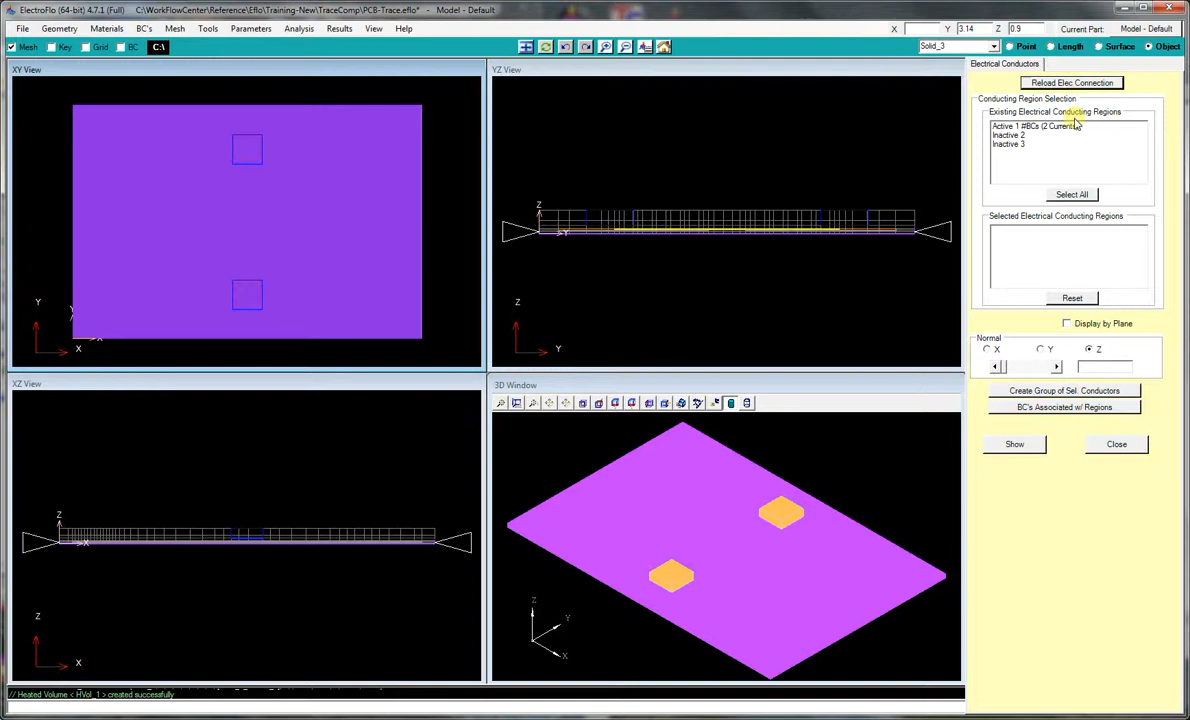 ElectroFlo (64-bit) 4.7.1 (Full) C:\WorkFlowCenter\Reference\Eflo\Training-New\TraceComp\PCB-Trace.eflo* - Model - Default
File Geometry Materials BC's Mesh Tools Parameters Analysis Results View Help
X Y 3.14 Z 0.9 Current Part: Model - Default
Mesh Key Grid BC C:\ Solid_3 Point Length Surface Object
XY View
YZ View
Electrical Conductors
Reload Elec Connection
Conducting Region Selection
Existing Electrical Conducting Regions
Active 1 #BCs (2 Current
Inactive 2
Inactive 3
Select All
Selected Electrical Conducting Regions
Reset
Display by Plane
Normal
X Y Z
Create Group of Sel. Conductors
BC's Associated w/ Regions
Show Close
Z
Y
Y
Y
X
X
Z
Y
XZ View
3D Window
Z
X
Z
X
Z
Y
X
// Heated Volume < HVol_1 > created successfully